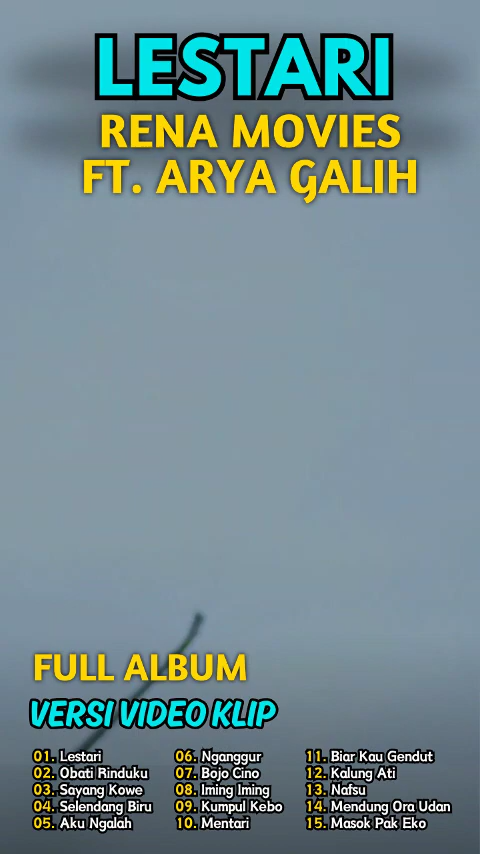 LESTARI
RENA MOVIES
FT. ARYA GALIH
FULL ALBUM
VERSI VIDEO KLIP
01. Lestari
02. Obati Rinduku
03. Sayang Kowe
04. Selendang Biru
05. Aku Ngalah
06. Nganggur
07. Bojo Cino
08. Iming Iming
09. Kumpul Kebo
10. Mentari
11. Biar Kau Gendut
12. Kalung Ati
13. Nafsu
14. Mendung Ora Udan
15. Masok Pak Eko